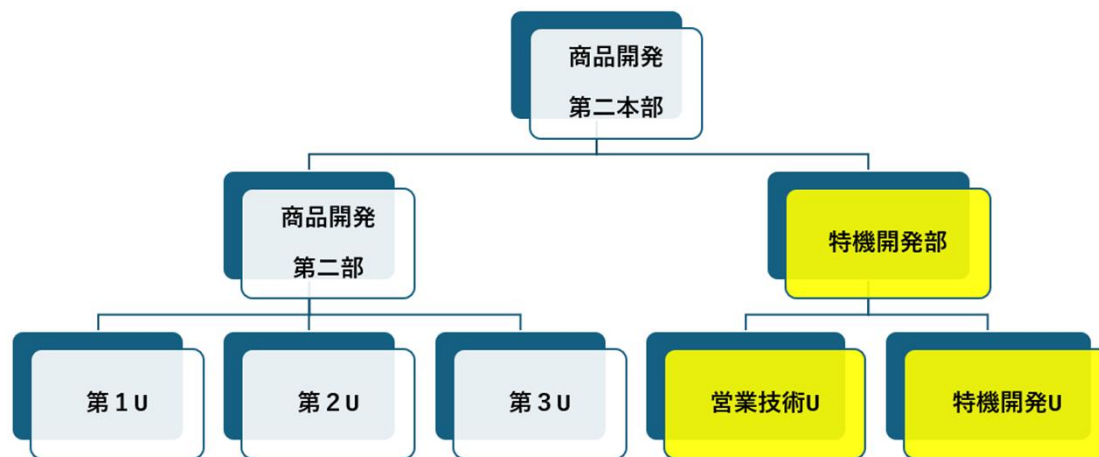 商品開発
第二本部
商品開発
第二部
特機開発部
第１U
第２U
第３U
営業技術U
特機開発U